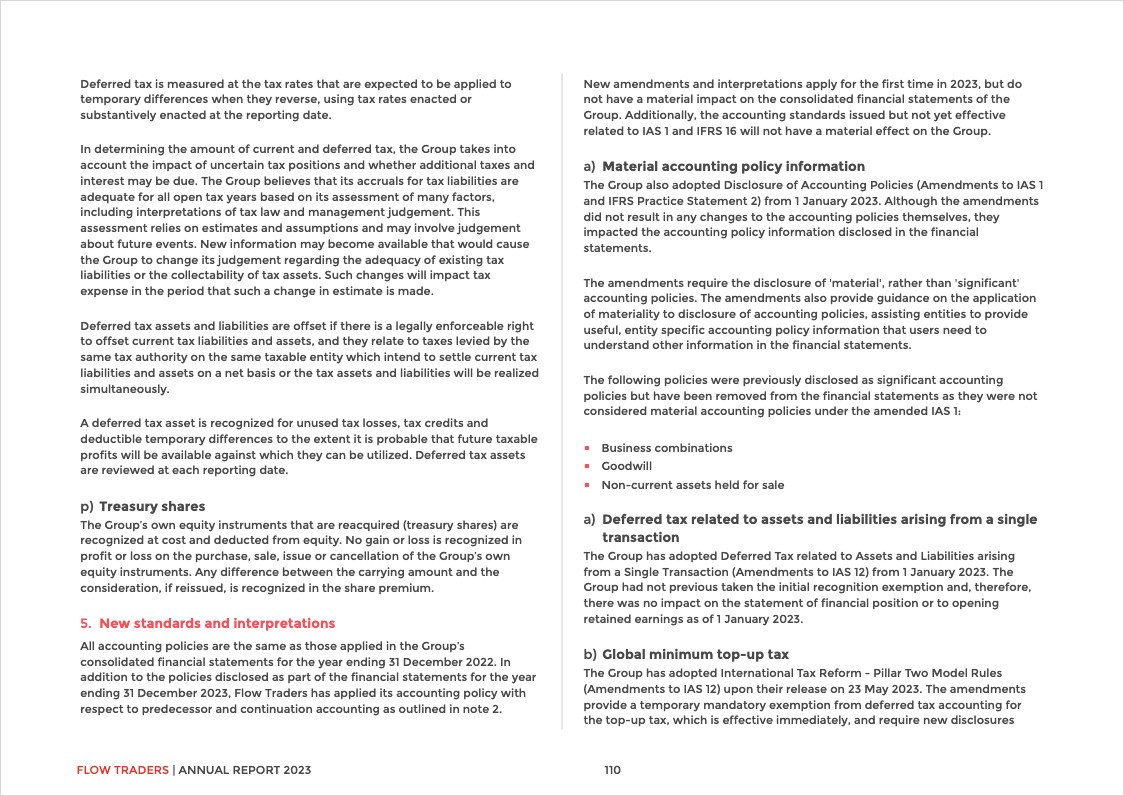 Deferred tax is measured at the tax rates that are expected to be applied to
temporary differences when they reverse, using tax rates enacted or
substantively enacted at the reporting date.
In determining the amount of current and deferred tax, the Group takes into
account the impact of uncertain tax positions and whether additional taxes and
interest may be due. The Group believes that its accruals for tax liabilities are
adequate for all open tax years based on its assessment of many factors,
including interpretations of tax law and management judgement. This
assessment relies on estimates and assumptions and may involve judgement
about future events. New information may become available that would cause
the Group to change its judgement regarding the adequacy of existing tax
liabilities or the collectability of tax assets. Such changes will impact tax
expense in the period that such a change in estimate is made.
Deferred tax assets and liabilities are offset if there is a legally enforceable right
to offset current tax liabilities and assets, and they relate to taxes levied by the
same tax authority on the same taxable entity which intend to settle current tax
liabilities and assets on a net basis or the tax assets and liabilities will be realized
simultaneously.
A deferred tax asset is recognized for unused tax losses, tax credits and
deductible temporary differences to the extent it is probable that future taxable
profits will be available against which they can be utilized. Deferred tax assets
are reviewed at each reporting date.
p) Treasury shares
The Group's own equity instruments that are reacquired (treasury shares) are
recognized at cost and deducted from equity. No gain or loss is recognized in
profit or loss on the purchase, sale, issue or cancellation of the Group's own
equity instruments. Any difference between the carrying amount and the
consideration, if reissued, is recognized in the share premium.
5. New standards and interpretations
All accounting policies are the same as those applied in the Group's
consolidated financial statements for the year ending 31 December 2022. In
addition to the policies disclosed as part of the financial statements for the year
ending 31 December 2023, Flow Traders has applied its accounting policy with
respect to predecessor and continuation accounting as outlined in note 2.
New amendments and interpretations apply for the first time in 2023, but do
not have a material impact on the consolidated financial statements of the
Group. Additionally, the accounting standards issued but not yet effective
related to IAS 1 and IFRS 16 will not have a material effect on the Group.
a) Material accounting policy information
The Group also adopted Disclosure of Accounting Policies (Amendments to IAS 1
and IFRS Practice Statement 2) from 1 January 2023. Although the amendments
did not result in any changes to the accounting policies themselves, they
impacted the accounting policy information disclosed in the financial
statements.
The amendments require the disclosure of 'material', rather than 'significant'
accounting policies. The amendments also provide guidance on the application
of materiality to disclosure of accounting policies, assisting entities to provide
useful, entity specific accounting policy information that users need to
understand other information in the financial statements.
The following policies were previously disclosed as significant accounting
policies but have been removed from the financial statements as they were not
considered material accounting policies under the amended IAS 1:
▪ Business combinations
▪ Goodwill
▪ Non-current assets held for sale
a) Deferred tax related to assets and liabilities arising from a single
transaction
The Group has adopted Deferred Tax related to Assets and Liabilities arising
from a Single Transaction (Amendments to IAS 12) from 1 January 2023. The
Group had not previous taken the initial recognition exemption and, therefore,
there was no impact on the statement of financial position or to opening
retained earnings as of 1 January 2023.
b) Global minimum top-up tax
The Group has adopted International Tax Reform - Pillar Two Model Rules
(Amendments to IAS 12) upon their release on 23 May 2023. The amendments
provide a temporary mandatory exemption from deferred tax accounting for
the top-up tax, which is effective immediately, and require new disclosures
FLOW TRADERS | ANNUAL REPORT 2023
110